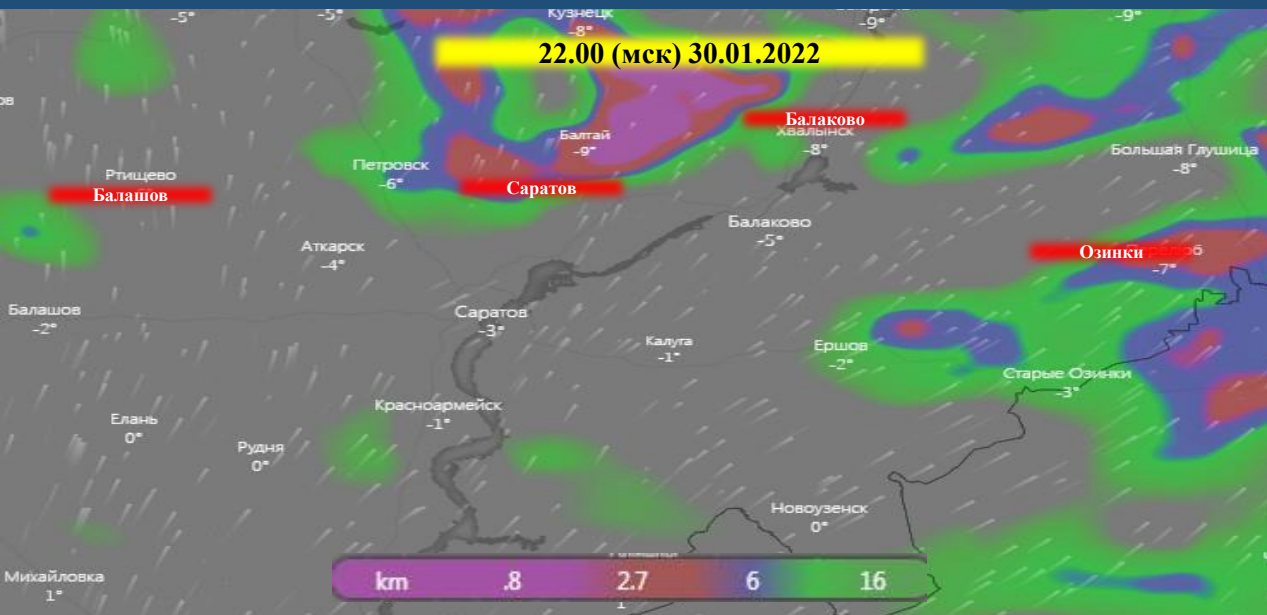 -5°
-5°
Кузнецк
-8°
-9°
-9°
22.00 (мск) 30.01.2022
Балтай
-9°
Балаково
Хвалынск
-8°
Большая Глушица
-8°
Петровск
-6°
Ртищево
Балашов
Саратов
Балаково
-5°
Аткарск
-4°
Озинки
-7°
Балашов
-2°
Саратов
-3°
Калуга
-1°
Ершов
-2°
Старые Озинки
-3°
Красноармейск
-1°
Елань
0°
Рудня
0°
Новоузенск
0°
Михайловка
1°
km .8 2.7 6 16
1